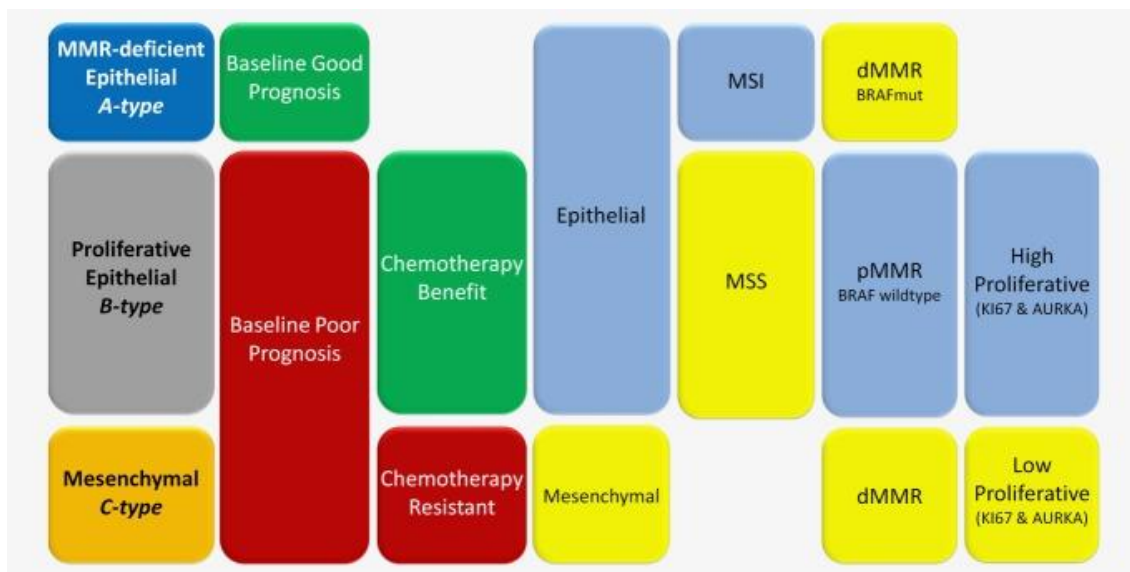 MMR-deficient
Epithelial
A-type
Baseline Good
Prognosis
MSI
dMMR
BRAFmut
Proliferative
Epithelial
B-type
Baseline Poor
Prognosis
Chemotherapy
Benefit
Epithelial
MSS
pMMR
BRAF wildtype
High
Proliferative
(KI67 & AURKA)
Mesenchymal
C-type
Chemotherapy
Resistant
Mesenchymal
dMMR
Low
Proliferative
(KI67 & AURKA)